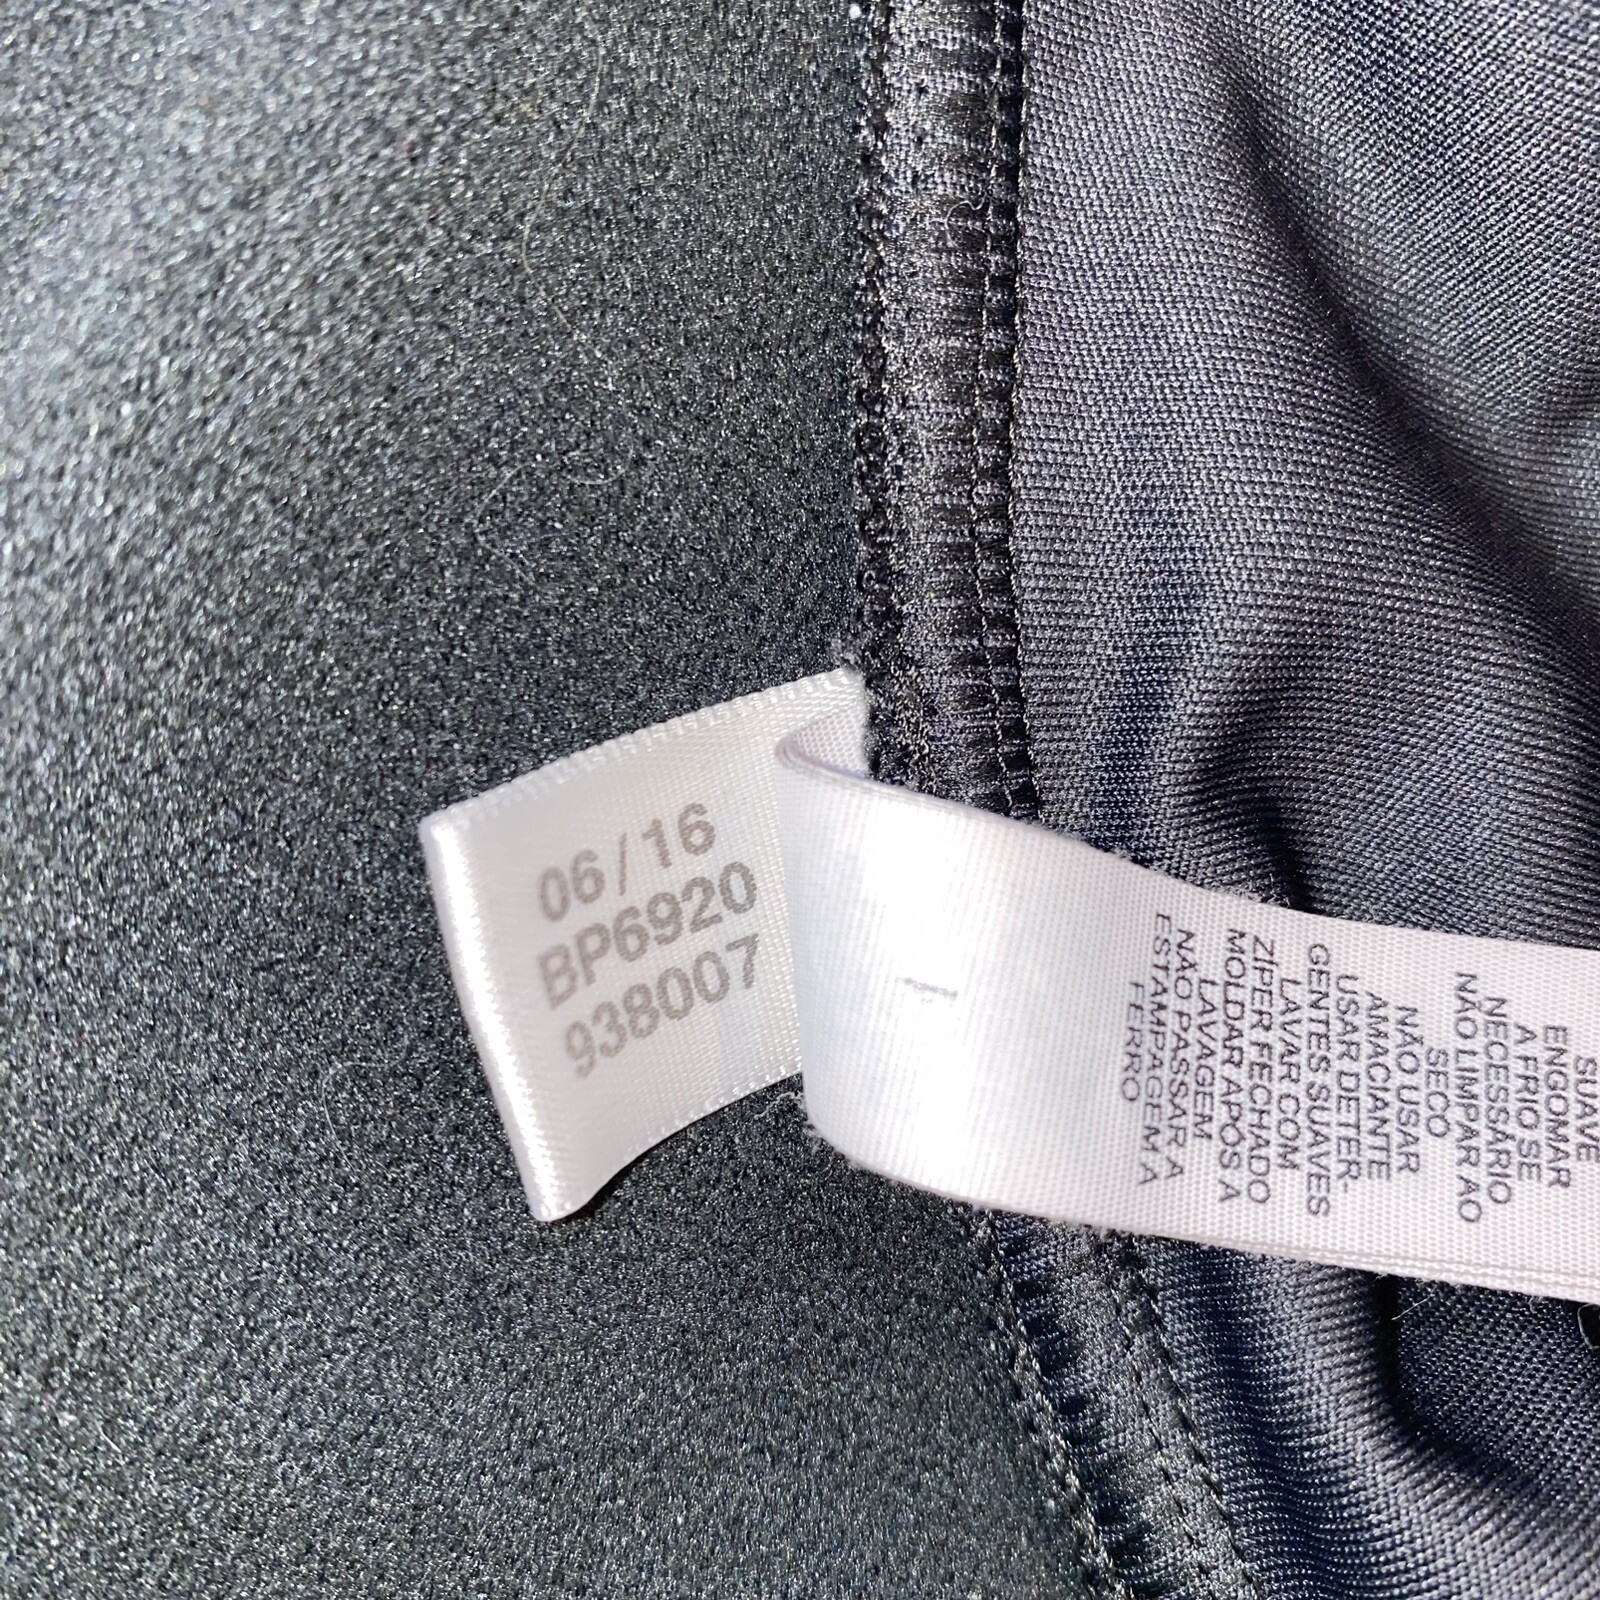 06/16
BP6920
938007
SUAVE
ENGOMAR
A FRIO SE
NECESSÁRIO
NÃO LIMPAR AO
SECO
NÃO USAR
AMMACIANTE
USAR DETER-
GENTES SUAVES
LAVAR COM
ZÍPER FECHADO
MOLDAR APÓS A
LAVAGEM
NÃO PASSAR A
ESTAMPAGEM A
FERRO